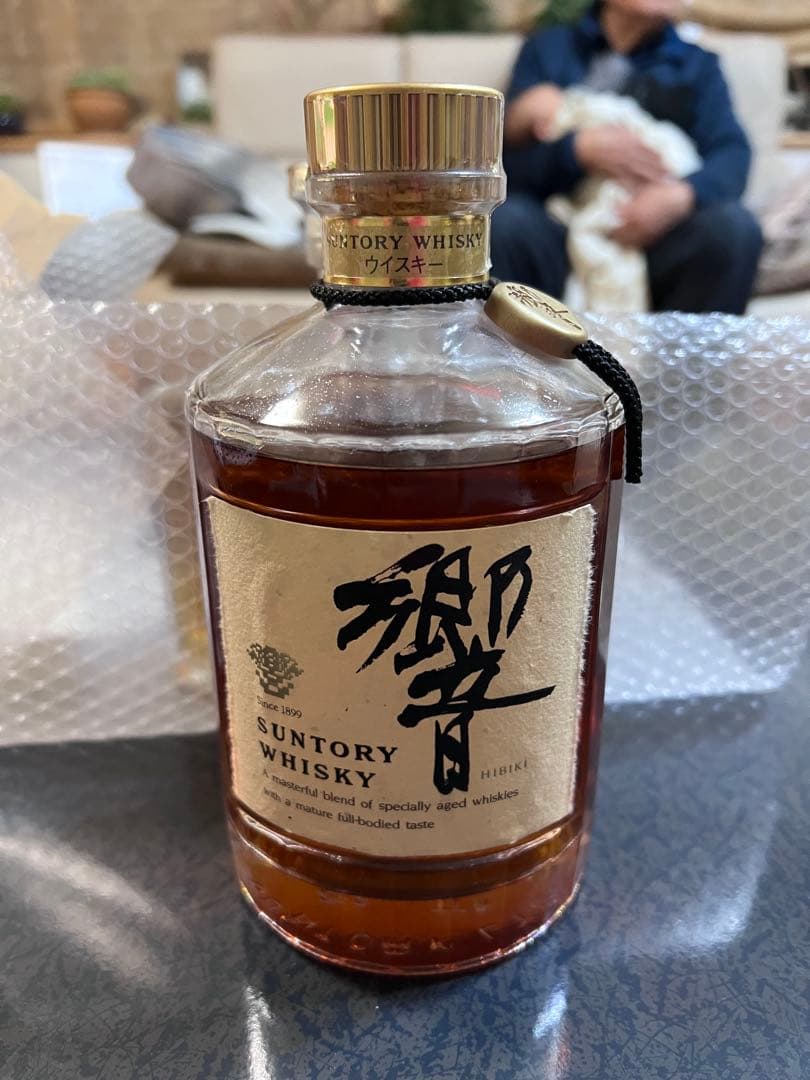 SUNTORY WHISKY
ウイスキー
響
響
Since 1899
SUNTORY
WHISKY
HIBIKI
A masterful blend of specially aged whiskies
with a mature full-bodied taste